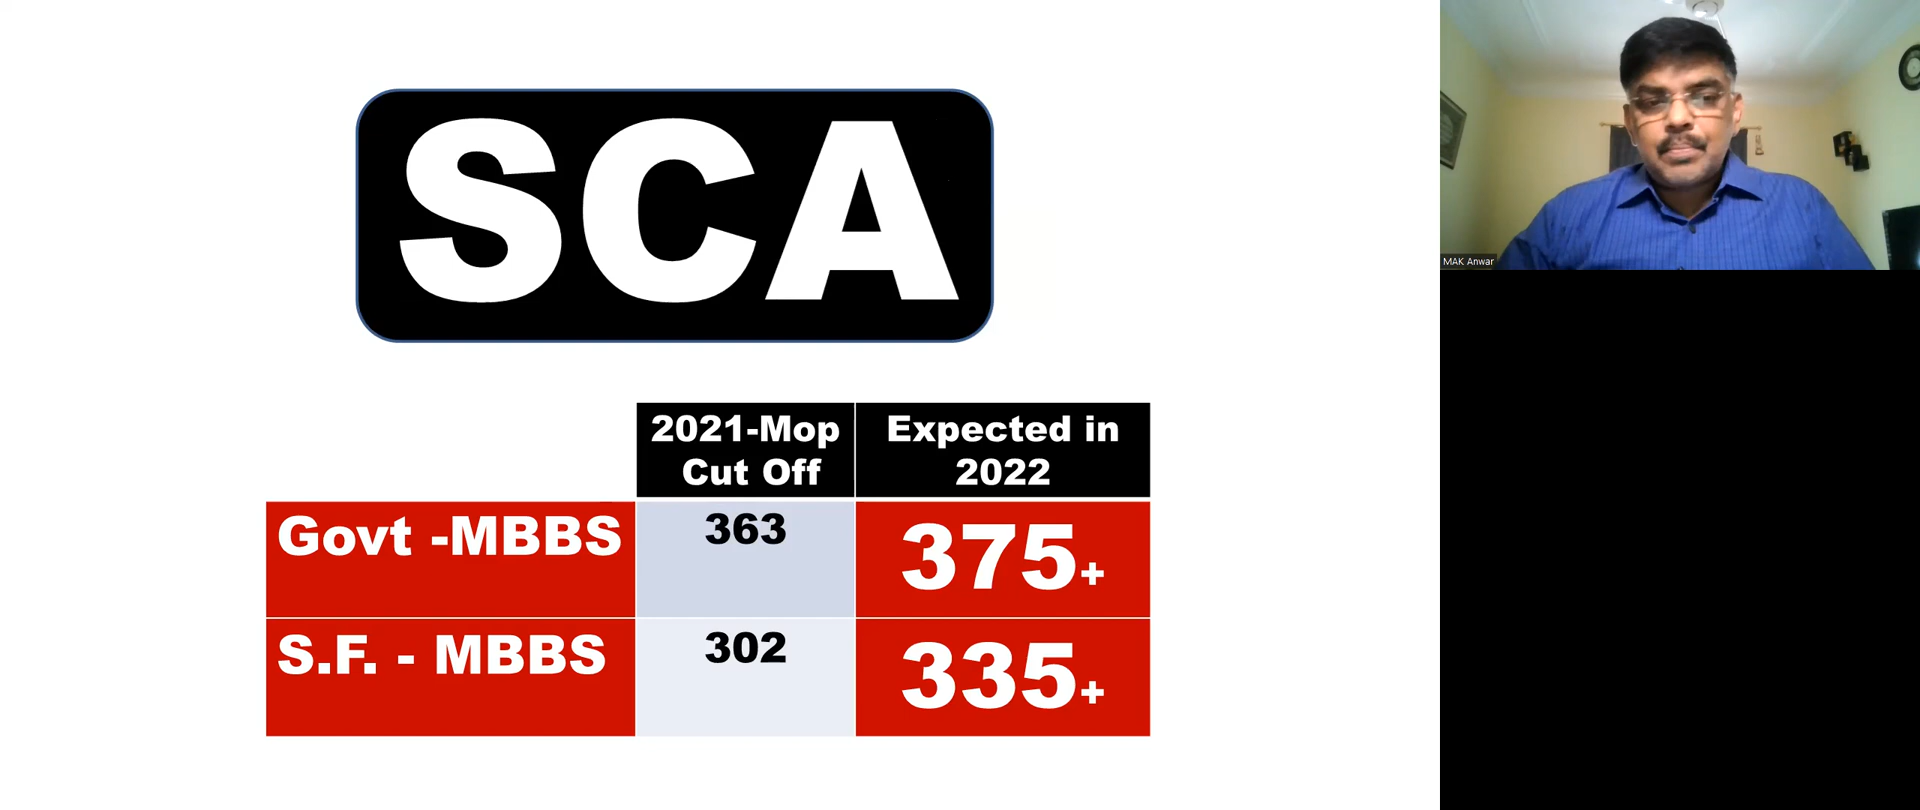 SCA
2021-Mop
Cut Off
Expected in
2022
Govt -MBBS
363
375+
S.F. - MBBS
302
335+
MAK Anwar